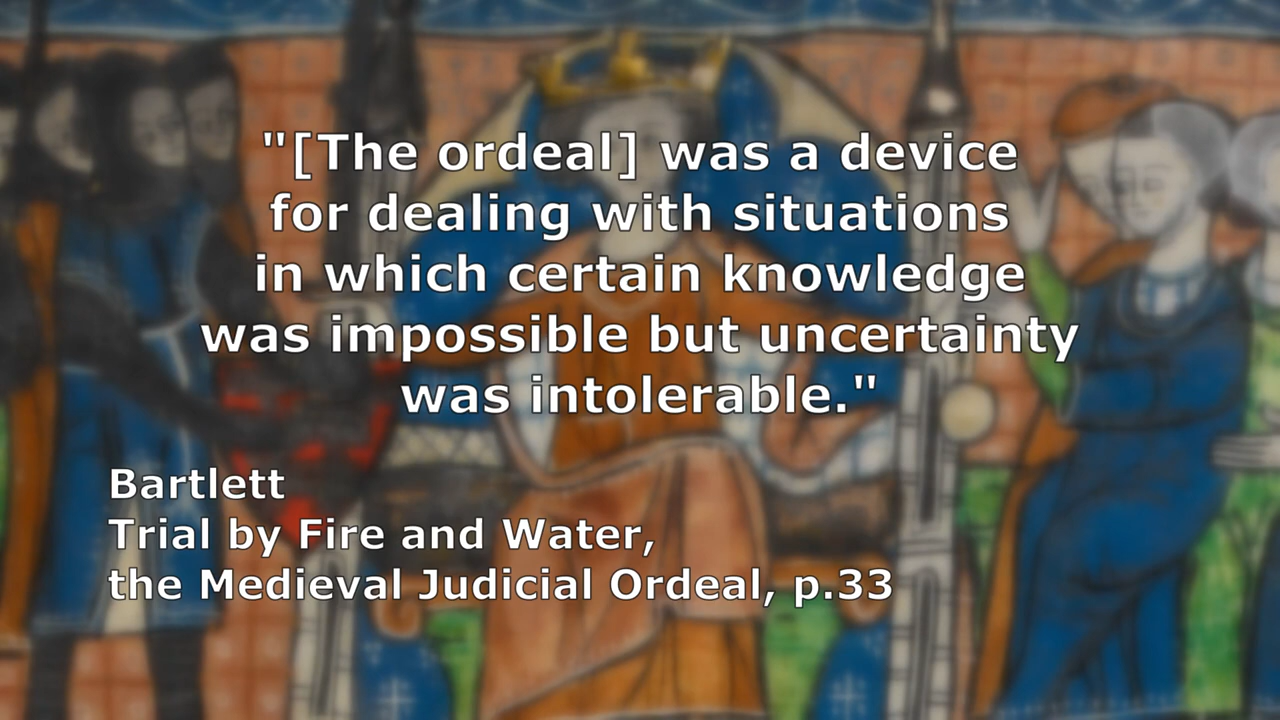 "[The ordeal] was a device
for dealing with situations
in which certain knowledge
was impossible but uncertainty
was intolerable."
Bartlett
Trial by Fire and Water,
the Medieval Judicial Ordeal, p.33